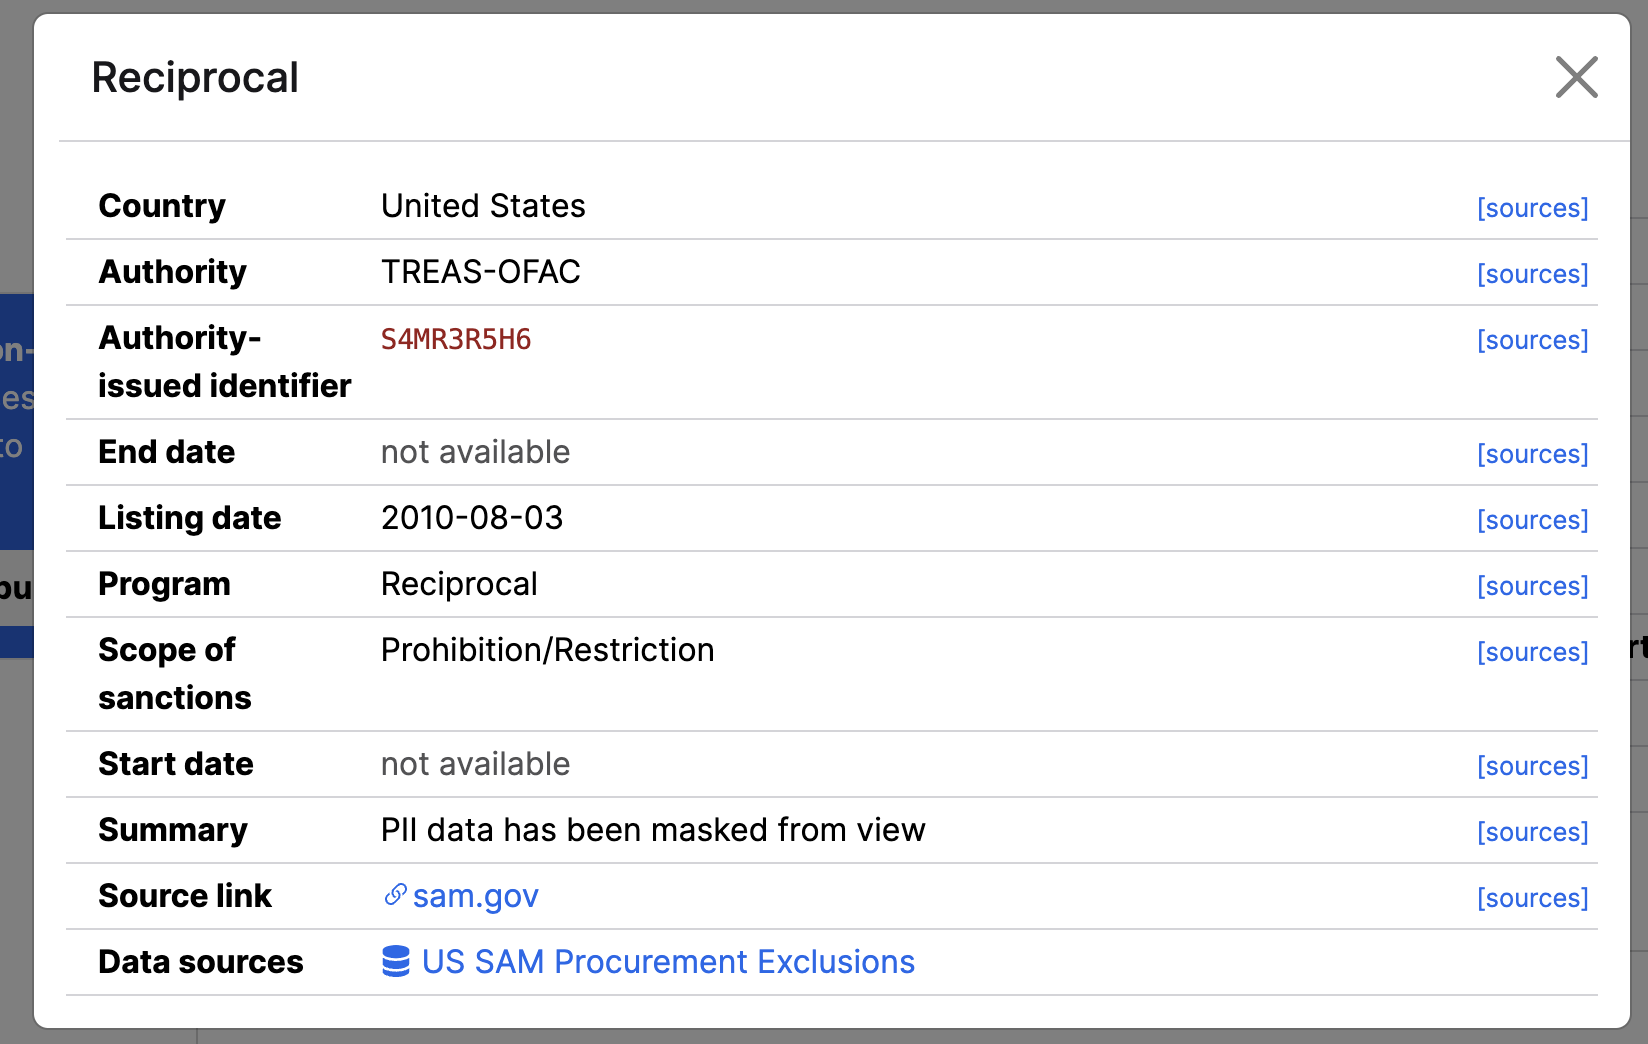 Reciprocal
Country United States [sources]
Authority TREAS-OFAC [sources]
Authority- S4MR3R5H6 [sources]
issued identifier
End date not available [sources]
Listing date 2010-08-03 [sources]
Program Reciprocal [sources]
Scope of Prohibition/Restriction [sources]
sanctions
Start date not available [sources]
Summary PII data has been masked from view [sources]
Source link sam.gov [sources]
Data sources US SAM Procurement Exclusions